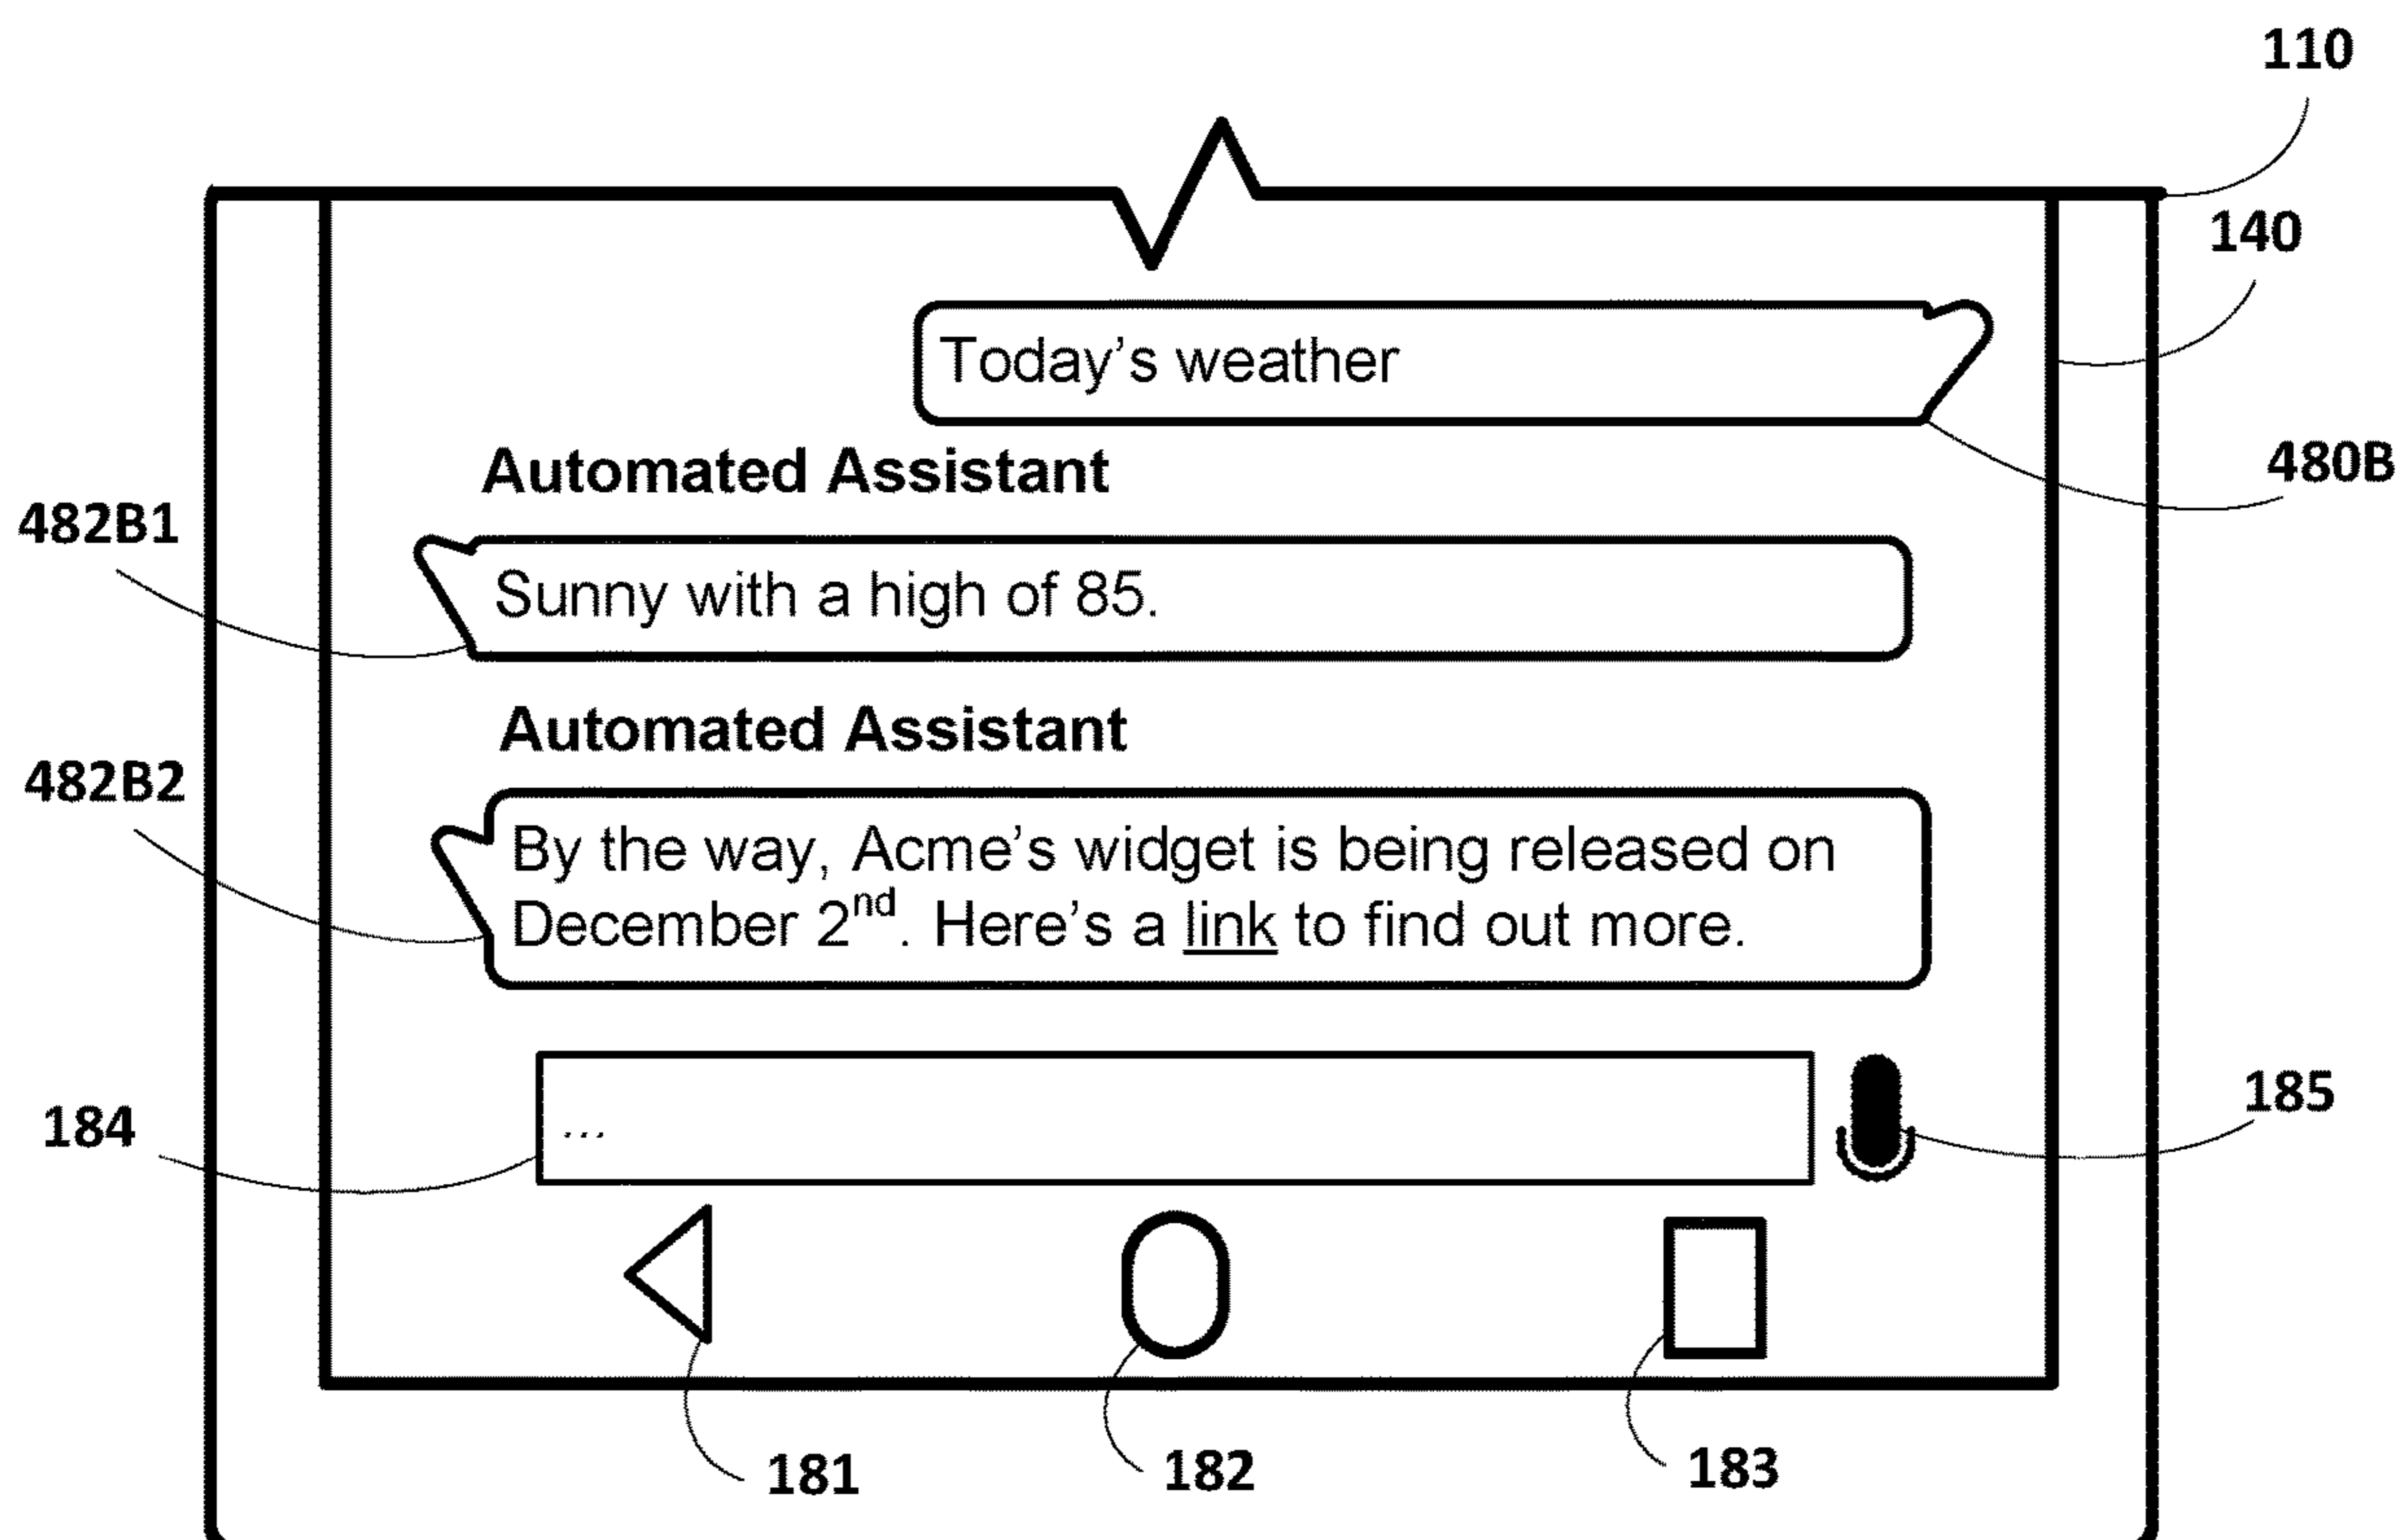 110
140
Today's weather
480B
Automated Assistant
482B1
Sunny with a high of 85.
Automated Assistant
482B2
By the way, Acme's widget is being released on
December 2nd. Here's a link to find out more.
184
...
185
181
182
183